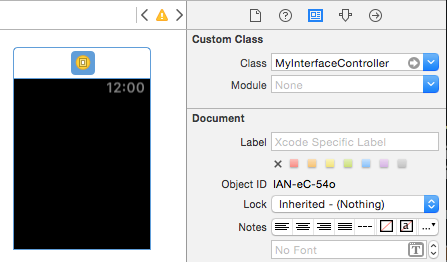 12:00
Custom Class
Class MyInterfaceController
Module None
Document
Label Xcode Specific Label
Object ID IAN-eC-54o
Lock Inherited - (Nothing)
Notes
No Font